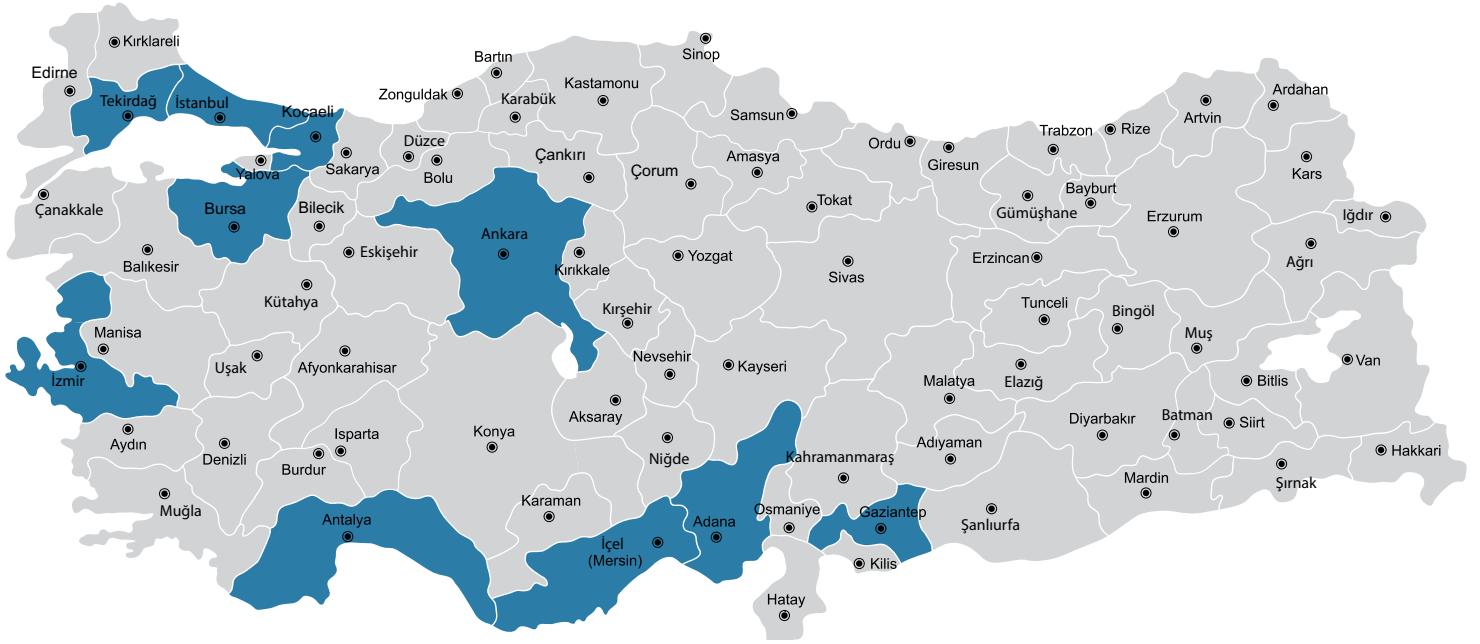 Kırklareli
Edirne
Tekirdağ
İstanbul
Kocaeli
Yalova
Sakarya
Düzce
Bolu
Zonguldak
Bartın
Karabük
Kastamonu
Sinop
Çankırı
Çorum
Samsun
Amasya
Tokat
Ordu
Giresun
Trabzon
Rize
Artvin
Ardahan
Kars
Gümüşhane
Bayburt
Erzurum
Iğdır
Ağrı
Çanakkale
Bursa
Bilecik
Balıkesir
Eskişehir
Kütahya
Ankara
Kırıkkale
Yozgat
Sivas
Erzincan
Kırşehir
Tunceli
Bingöl
Muş
Manisa
İzmir
Uşak
Afyonkarahisar
Nevsehir
Kayseri
Malatya
Elazığ
Bitlis
Van
Aksaray
Aydın
Denizli
Burdur
Isparta
Konya
Niğde
Kahramanmaraş
Adıyaman
Diyarbakır
Batman
Siirt
Hakkari
Şırnak
Mardin
Muğla
Antalya
Karaman
İçel
(Mersin)
Adana
Osmaniye
Gaziantep
Şanlıurfa
Kilis
Hatay